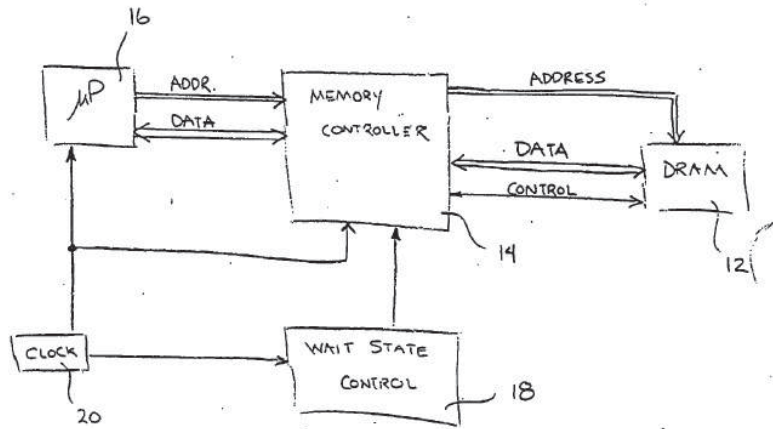 16
μP
ADDR.
DATA
MEMORY
CONTROLLER
ADDRESS
DATA
CONTROL
DRAM
14
12
CLOCK
20
WAIT STATE
CONTROL
18